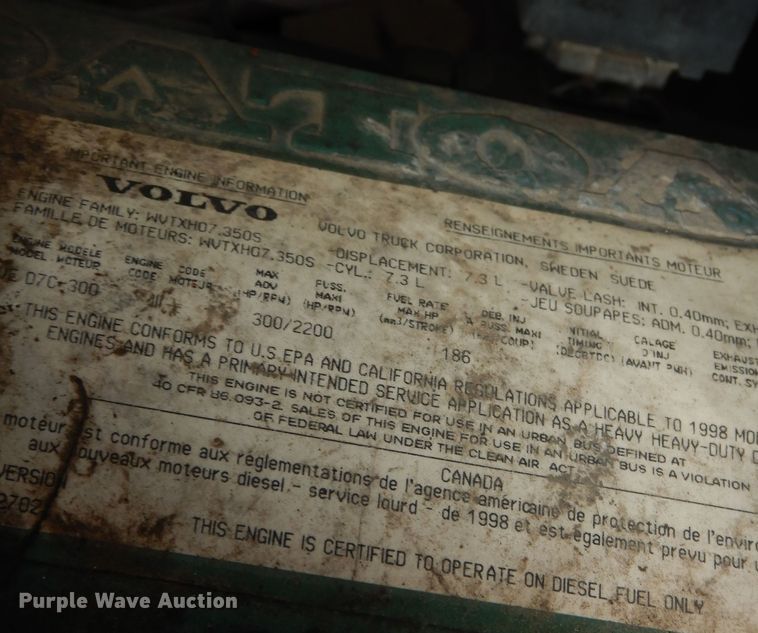 IMPORTANT ENGINE INFORMATION
VOLVO
RENSEIGNEMENTS IMPORTANTS MOTEUR
VOLVO TRUCK CORPORATION, SWEDEN SUEDE
ENGINE FAMILY: WVTXH07.350S -DISPLACEMENT: 7.3 L -VALVE LASH: INT. 0.40mm; EXH
FAMILLE DE MOTEURS: WVTXH07.350S -CYL.: 7.3 L -JEU SOUPAPES: ADM. 0.40mm;
ENGINE MODELE ENGINE CODE MAX PUSS. FUEL RATE DEB. INJ INITIAL CALAGE EXHAUST
MODEL MOTEUR CODE MOTEUR ADV MAXI MAX HP A PUSS. MAXI TIMING D'INJ EMISSION
(HP/RPM) (HP/RPM) (mm3/STROKE) COUP) (DEGBTDC) (AVANT PMH) CONT. SY
D7C-300 300/2200 186
THIS ENGINE CONFORMS TO U.S.EPA AND CALIFORNIA REGULATIONS APPLICABLE TO 1998 MOD
ENGINES AND HAS A PRIMARY INTENDED SERVICE APPLICATION AS A HEAVY HEAVY-DUTY
THIS ENGINE IS NOT CERTIFIED FOR USE IN AN URBAN BUS DEFINED AT
40 CFR 86.093-2. SALES OF THIS ENGINE FOR USE IN AN URBAN BUS IS A VIOLATION
OF FEDERAL LAW UNDER THE CLEAN AIR ACT.
CANADA
moteur est conforme aux réglementations de l'agence américaine de protection de l'enviro
aux nouveaux moteurs diesel - service lourd - de 1998 et est également prévu pour
VERSION
2702
THIS ENGINE IS CERTIFIED TO OPERATE ON DIESEL FUEL ONLY
Purple Wave Auction